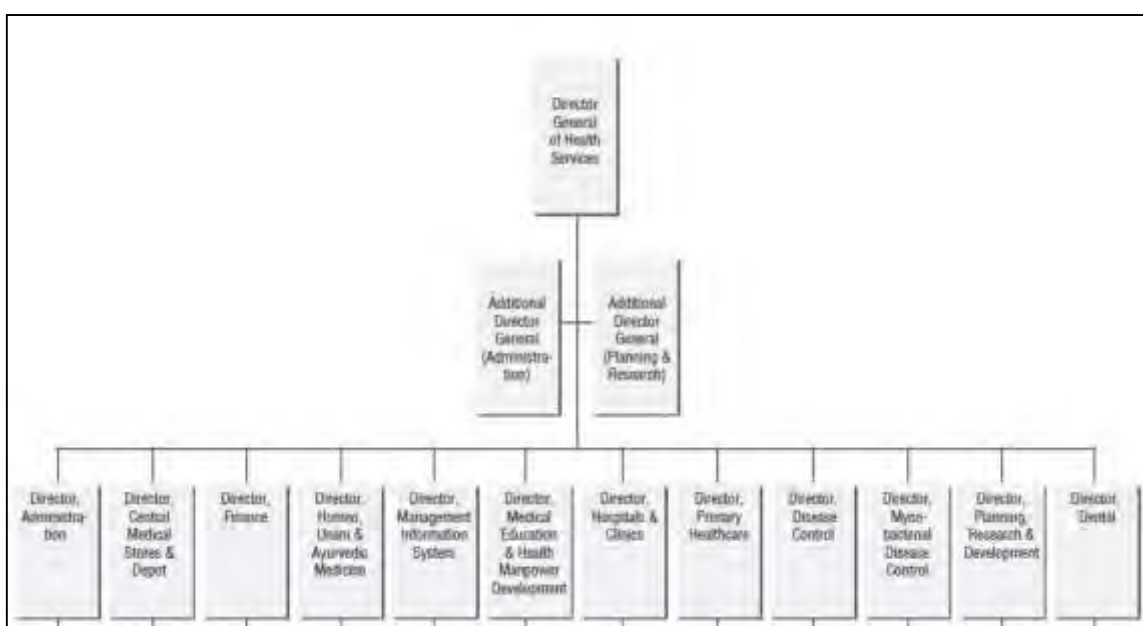 Director
General
of Health
Services
Additional
Director
General
(Administra-
tion)
Additional
Director
General
(Planning &
Research)
Director,
Administra-
tion
Director,
Central
Medical
Stores &
Depot
Director,
Finance
Director,
Homeo,
Unani &
Ayurvedic
Medicine
Director,
Management
Information
System
Director,
Medical
Education
& Health
Manpower
Development
Director,
Hospitals &
Clinics
Director,
Primary
Healthcare
Director,
Disease
Control
Director,
Myco-
bacterial
Disease
Control
Director,
Planning,
Research &
Development
Director,
Dental